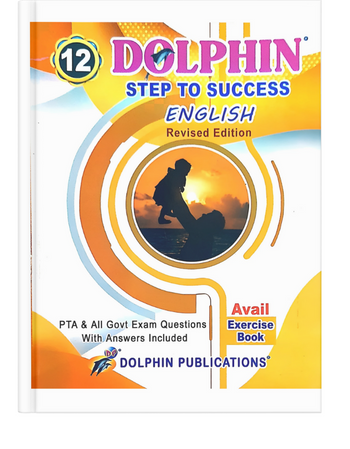 12
DOLPHIN®
STEP TO SUCCESS
ENGLISH
Revised Edition
Avail
Exercise
Book
PTA & All Govt Exam Questions
With Answers Included
DOLPHIN PUBLICATIONS®